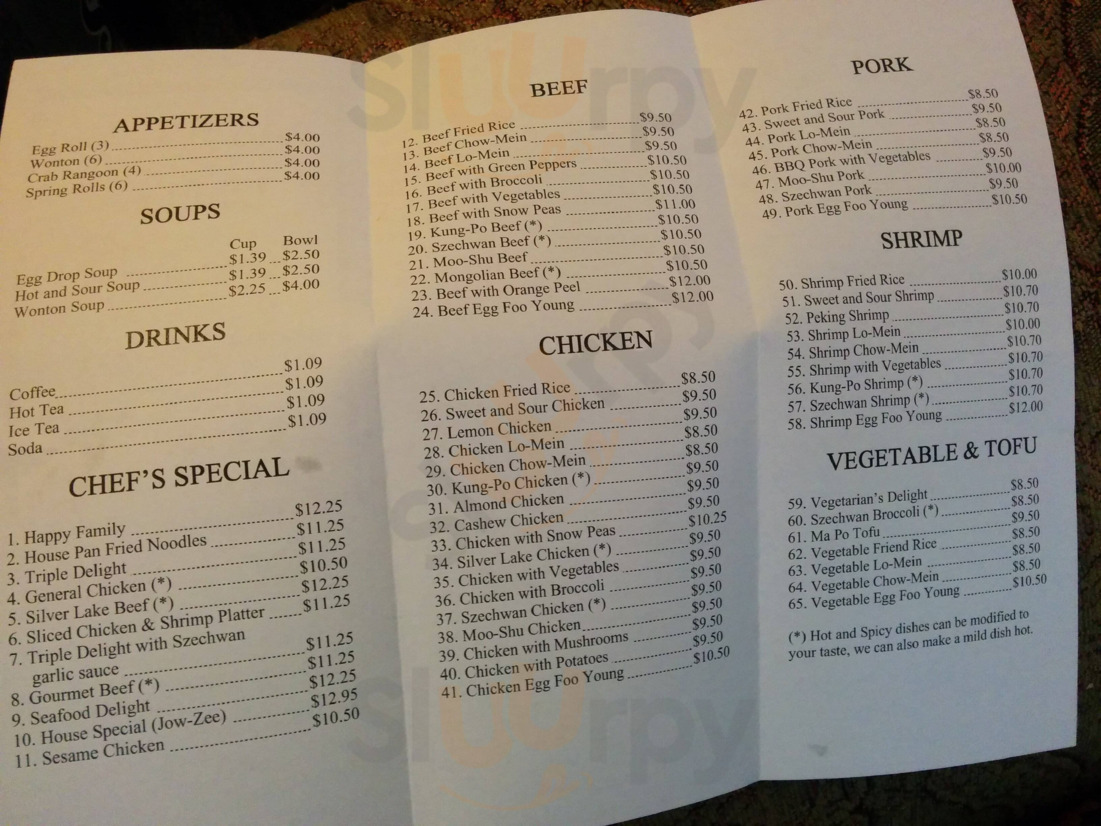 APPETIZERS
Egg Roll (3) $4.00
Wonton (6) $4.00
Crab Rangoon (4) $4.00
Spring Rolls (6) $4.00
SOUPS
Cup Bowl
Egg Drop Soup $1.39 $2.50
Hot and Sour Soup $1.39 $2.50
Wonton Soup $2.25 $4.00
DRINKS
Coffee $1.09
Hot Tea $1.09
Ice Tea $1.09
Soda $1.09
CHEF'S SPECIAL
1. Happy Family $12.25
2. House Pan Fried Noodles $11.25
3. Triple Delight $11.25
4. General Chicken (*) $10.50
5. Silver Lake Beef (*) $12.25
6. Sliced Chicken & Shrimp Platter $11.25
7. Triple Delight with Szechwan
garlic sauce $11.25
8. Gourmet Beef (*) $11.25
9. Seafood Delight $12.25
10. House Special (Jow-Zee) $12.95
11. Sesame Chicken $10.50
BEEF
12. Beef Fried Rice $9.50
13. Beef Chow-Mein $9.50
14. Beef Lo-Mein $9.50
15. Beef with Green Peppers $10.50
16. Beef with Broccoli $10.50
17. Beef with Vegetables $10.50
18. Beef with Snow Peas $11.00
19. Kung-Po Beef (*) $10.50
20. Szechwan Beef (*) $10.50
21. Moo-Shu Beef $10.50
22. Mongolian Beef (*) $10.50
23. Beef with Orange Peel $12.00
24. Beef Egg Foo Young $12.00
CHICKEN
25. Chicken Fried Rice $8.50
26. Sweet and Sour Chicken $9.50
27. Lemon Chicken $9.50
28. Chicken Lo-Mein $8.50
29. Chicken Chow-Mein $8.50
30. Kung-Po Chicken (*) $9.50
31. Almond Chicken $9.50
32. Cashew Chicken $9.50
33. Chicken with Snow Peas $10.25
34. Silver Lake Chicken (*) $9.50
35. Chicken with Vegetables $9.50
36. Chicken with Broccoli $9.50
37. Szechwan Chicken (*) $9.50
38. Moo-Shu Chicken $9.50
39. Chicken with Mushrooms $9.50
40. Chicken with Potatoes $9.50
41. Chicken Egg Foo Young $10.50
PORK
42. Pork Fried Rice $8.50
43. Sweet and Sour Pork $9.50
44. Pork Lo-Mein $8.50
45. Pork Chow-Mein $8.50
46. BBQ Pork with Vegetables $9.50
47. Moo-Shu Pork $10.00
48. Szechwan Pork $9.50
49. Pork Egg Foo Young $10.50
SHRIMP
50. Shrimp Fried Rice $10.00
51. Sweet and Sour Shrimp $10.70
52. Peking Shrimp $10.70
53. Shrimp Lo-Mein $10.00
54. Shrimp Chow-Mein $10.70
55. Shrimp with Vegetables $10.70
56. Kung-Po Shrimp (*) $10.70
57. Szechwan Shrimp (*) $10.70
58. Shrimp Egg Foo Young $12.00
VEGETABLE & TOFU
59. Vegetarian's Delight $8.50
60. Szechwan Broccoli (*) $8.50
61. Ma Po Tofu $9.50
62. Vegetable Friend Rice $8.50
63. Vegetable Lo-Mein $8.50
64. Vegetable Chow-Mein $8.50
65. Vegetable Egg Foo Young $10.50
(*) Hot and Spicy dishes can be modified to
your taste, we can also make a mild dish hot.
Sluurpy
Sluurpy